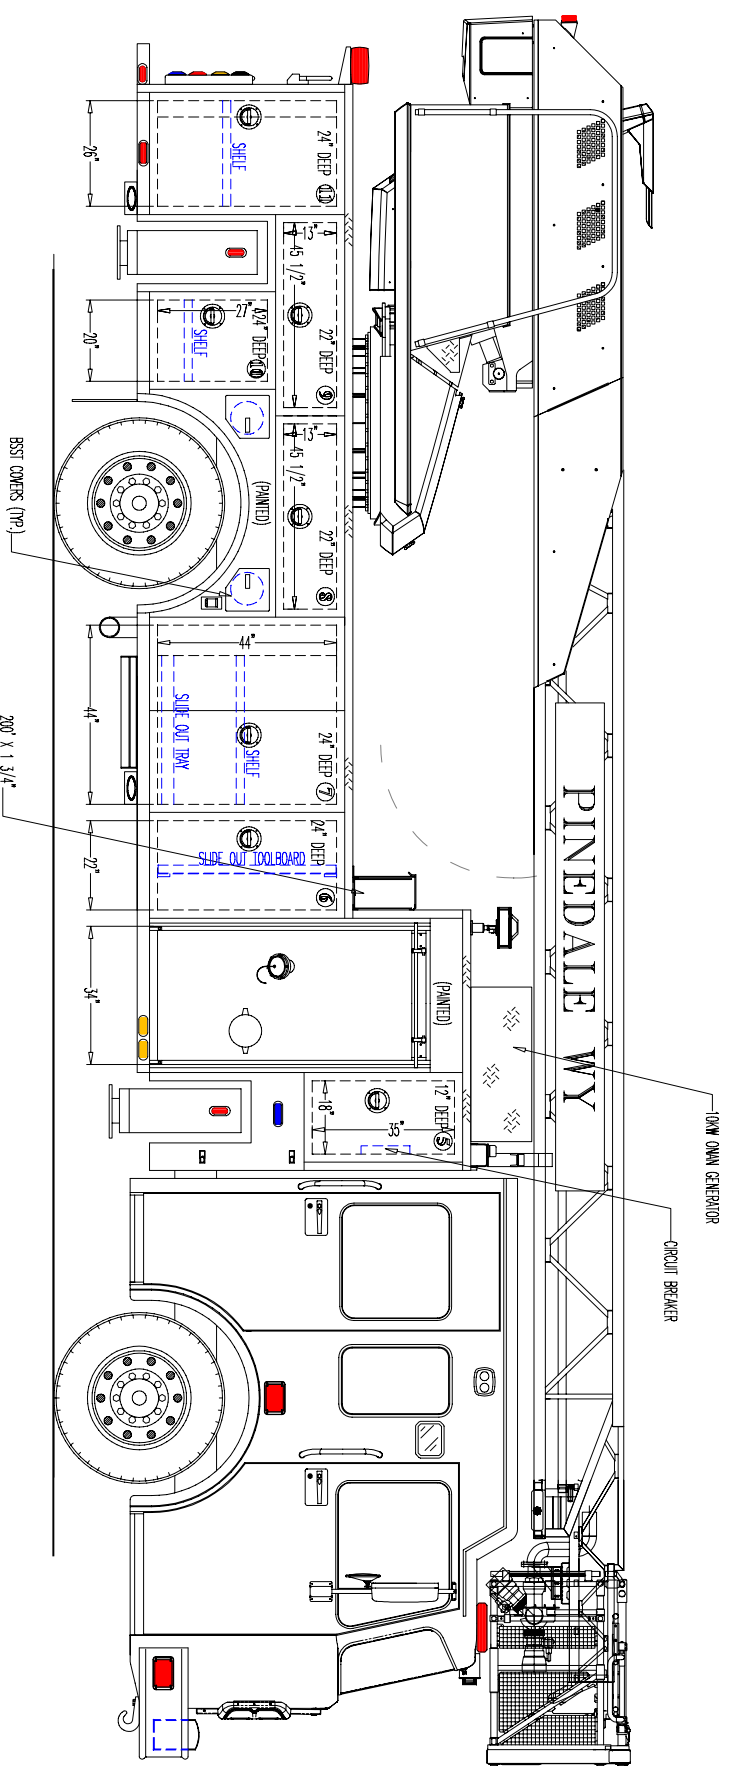 PINEDALE WY
10KW ONAN GENERATOR
CIRCUIT BREAKER
26"
24" DEEP 11
SHELF
13"
45 1/2"
22" DEEP 9
20"
27"
24" DEEP 10
SHELF
13"
45 1/2"
22" DEEP 8
(PAINTED)
BSST COVERS (TYP.)
44"
44"
SLIDE OUT TRAY
SHELF
24" DEEP 7
22"
24" DEEP 6
SLIDE OUT TOOLBOARD
200' X 1 3/4"
34"
(PAINTED)
12" DEEP 5
18"
35"